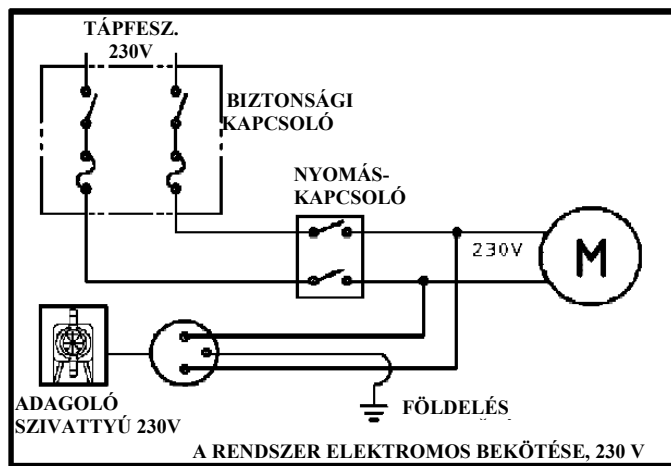 TÁPFESZ.
230V
BIZTONSÁGI
KAPCSOLÓ
NYOMÁS-
KAPCSOLÓ
230V
M
ADAGOLÓ
SZIVATTYÚ 230V
FÖLDELÉS
A RENDSZER ELEKTROMOS BEKÖTÉSE, 230 V